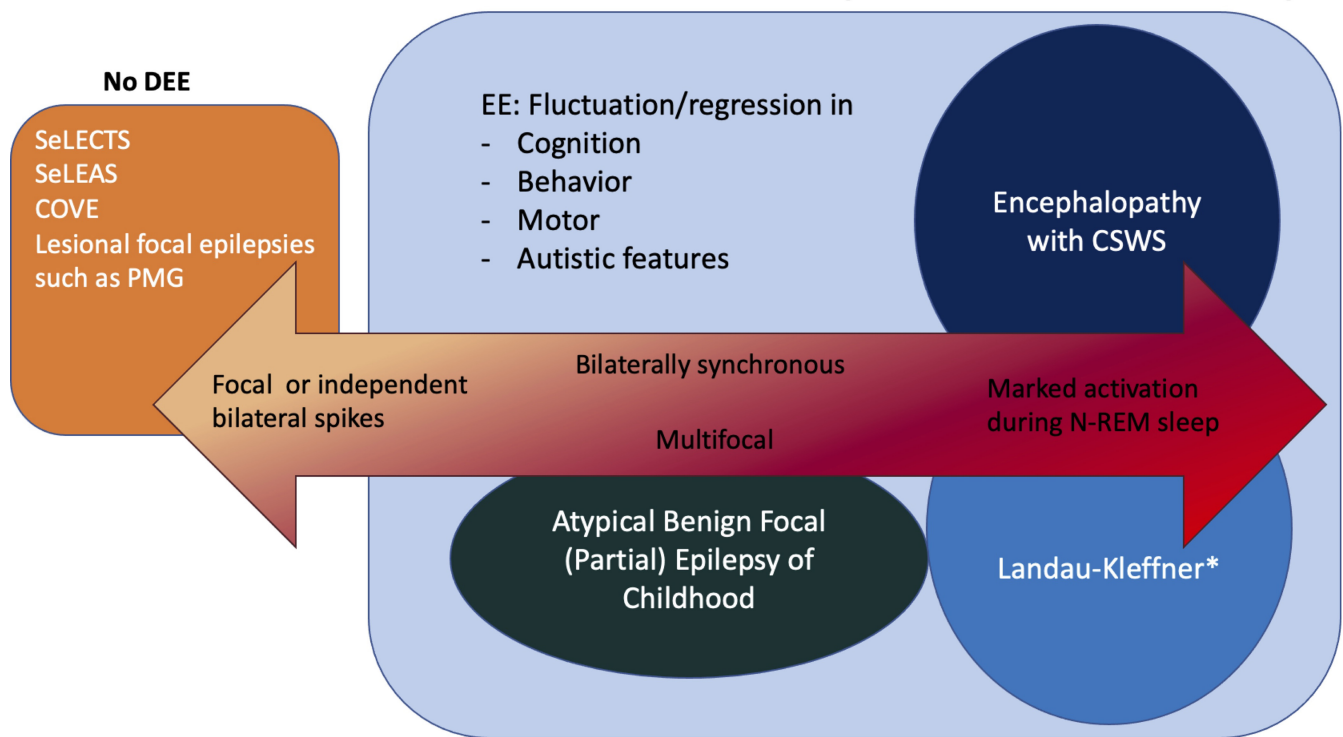 No DEE
SeLECTS
SeLEAS
COVE
Lesional focal epilepsies
such as PMG
EE: Fluctuation/regression in
- Cognition
- Behavior
- Motor
- Autistic features
Encephalopathy
with CSWS
Focal or independent
bilateral spikes
Bilaterally synchronous
Multifocal
Marked activation
during N-REM sleep
Atypical Benign Focal
(Partial) Epilepsy of
Childhood
Landau-Kleffner*